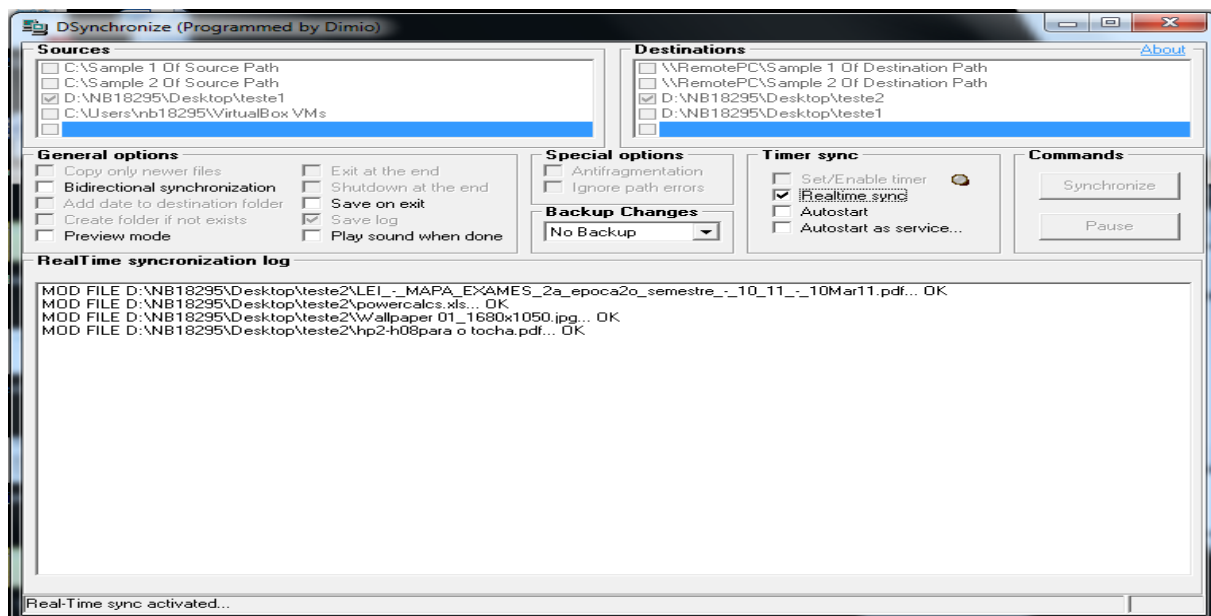 DSynchronize (Programmed by Dimio)
Sources
C:\Sample 1 Of Source Path
C:\Sample 2 Of Source Path
D:\NB18295\Desktop\teste1
C:\Users\nb18295\VirtualBox VMs
Destinations
About
\\RemotePC\Sample 1 Of Destination Path
\\RemotePC\Sample 2 Of Destination Path
D:\NB18295\Desktop\teste2
D:\NB18295\Desktop\teste1
General options
Copy only newer files
Bidirectional synchronization
Add date to destination folder
Create folder if not exists
Preview mode
Exit at the end
Shutdown at the end
Save on exit
Save log
Play sound when done
Special options
Antifragmentation
Ignore path errors
Backup Changes
No Backup
Timer sync
Set/Enable timer
Realtime sync
Autostart
Autostart as service...
Commands
Synchronize
Pause
RealTime syncronization log
MOD FILE D:\NB18295\Desktop\teste2\LEI_-_MAPA_EXAMES_2a_epoca2o_semestre_-_10_11_-_10Mar11.pdf... OK
MOD FILE D:\NB18295\Desktop\teste2\powercalcs.xls... OK
MOD FILE D:\NB18295\Desktop\teste2\Wallpaper 01_1680x1050.jpg... OK
MOD FILE D:\NB18295\Desktop\teste2\hp2-h08para o tocha.pdf... OK
Real-Time sync activated...